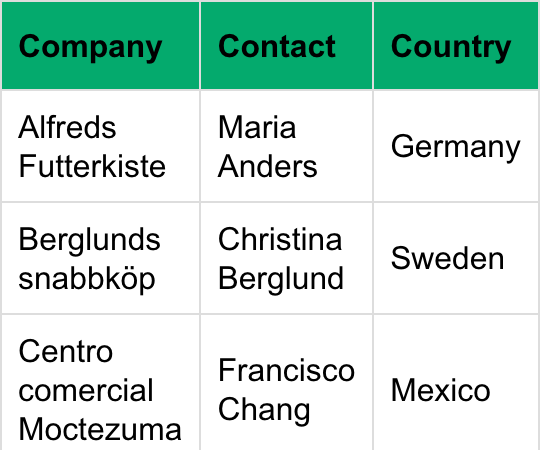 Company Contact Country
Alfreds Futterkiste Maria Anders Germany
Berglunds snabbköp Christina Berglund Sweden
Centro comercial Moctezuma Francisco Chang Mexico